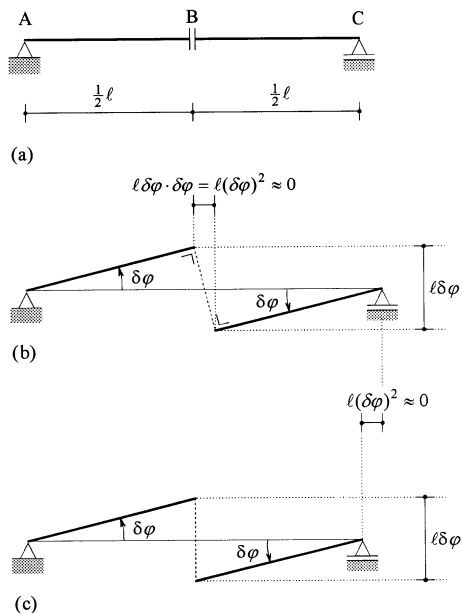 A B C
½ℓ ½ℓ
(a)
ℓδφ·δφ = ℓ(δφ)² ≈ 0
δφ
δφ
ℓδφ
(b)
ℓ(δφ)² ≈ 0
δφ
δφ
ℓδφ
(c)